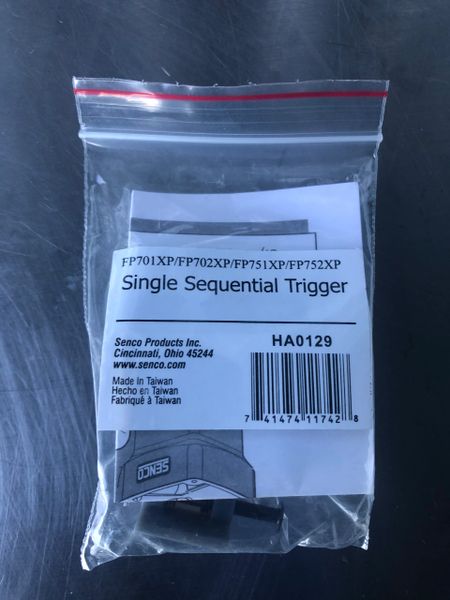 FP701XP/FP702XP/FP751XP/FP752XP
Single Sequential Trigger
Senco Products Inc.
Cincinnati, Ohio 45244
www.senco.com
HA0129
Made In Taiwan
Hecho en Taiwan
Fabriqué à Taiwan
7 41474 11742 8
SENCO